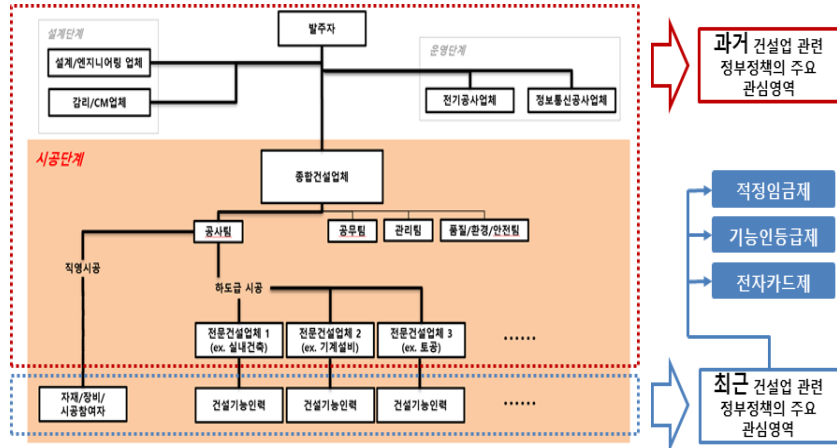 설계단계
설계/엔지니어링 업체
감리/CM업체
발주자
운영단계
전기공사업체
정보통신공사업체
과거 건설업 관련
정부정책의 주요
관심영역
시공단계
종합건설업체
공사팀
공무팀
관리팀
품질/환경/안전팀
직영시공
하도급 시공
전문건설업체 1
(ex. 실내건축)
전문건설업체 2
(ex. 기계설비)
전문건설업체 3
(ex. 토공)
......
적정임금제
기능인등급제
전자카드제
자재/장비/
시공참여자
건설기능인력
건설기능인력
건설기능인력
......
최근 건설업 관련
정부정책의 주요
관심영역